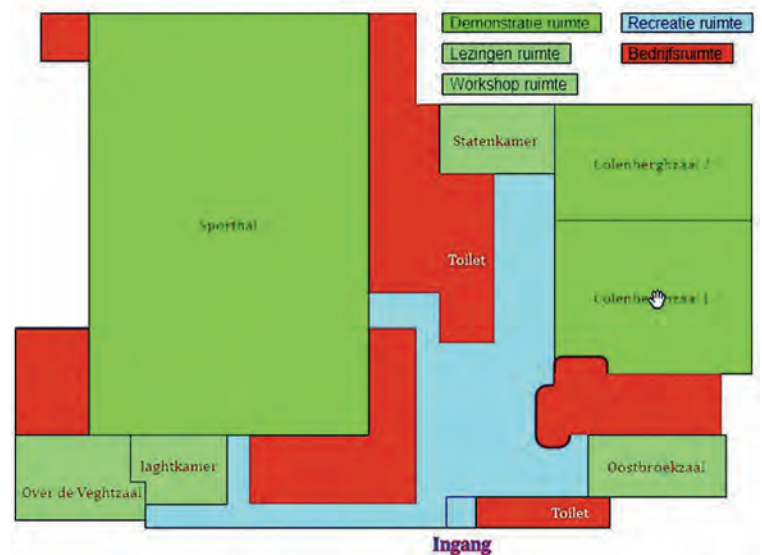 Demonstratie ruimte
Recreatie ruimte
Lezingen ruimte
Bedrijfsruimte
Workshop ruimte
Statenkamer
Sporthal
Toilet
Jaghtkamer
Over de Veghtzaal
Oostbroekzaal
Toilet
Ingang